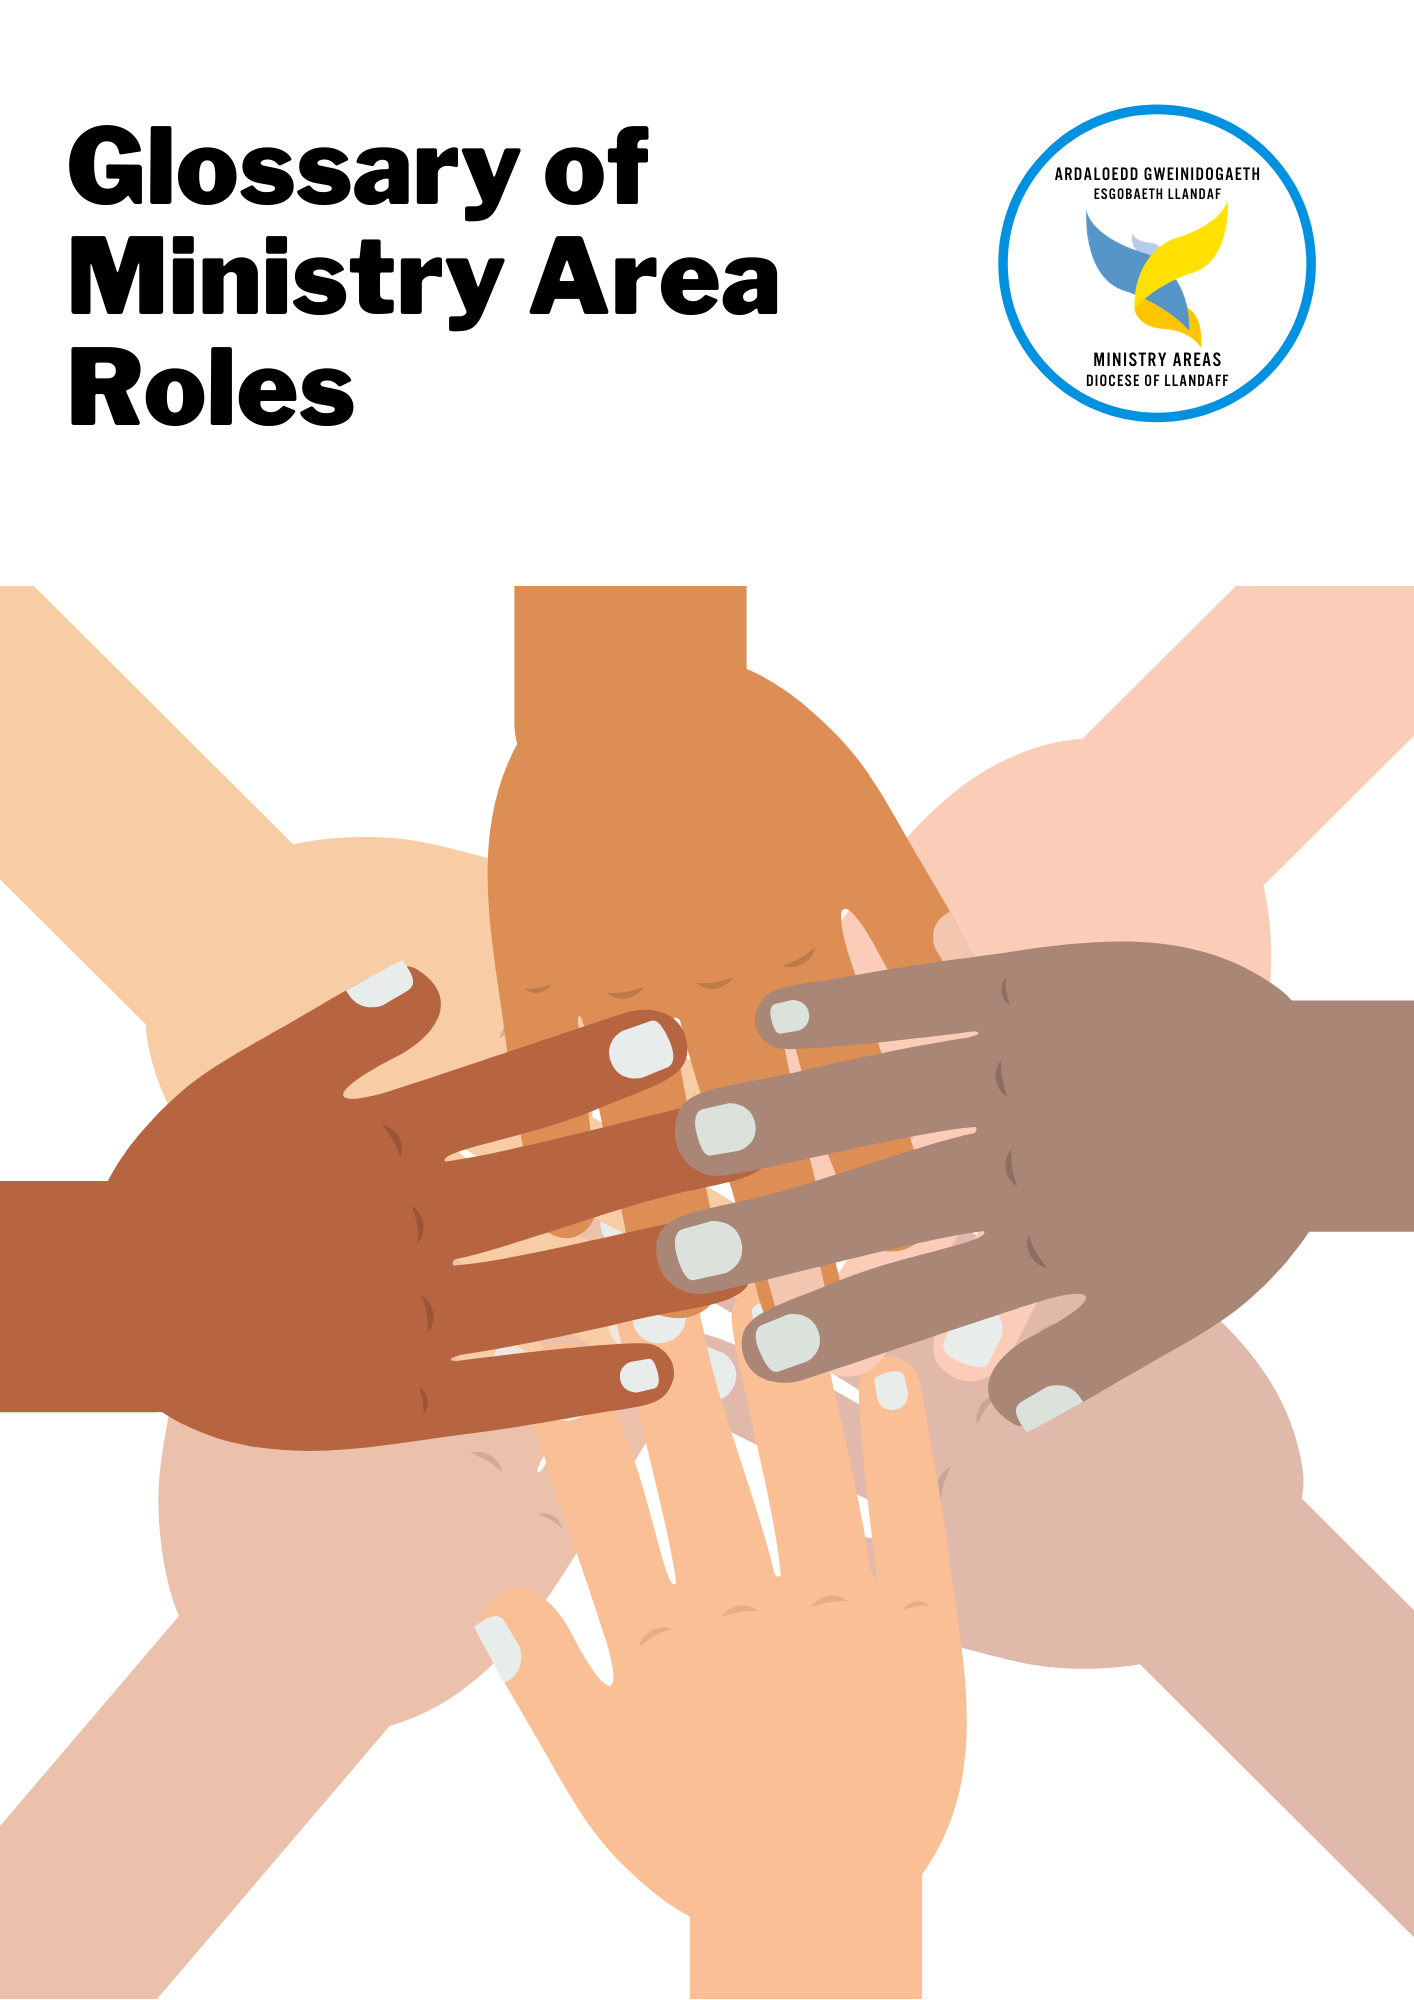 Glossary of
Ministry Area
Roles
ARDALOEDD GWEINIDOGAETH
ESGOBAETH LLANDAF
MINISTRY AREAS
DIOCESE OF LLANDAFF